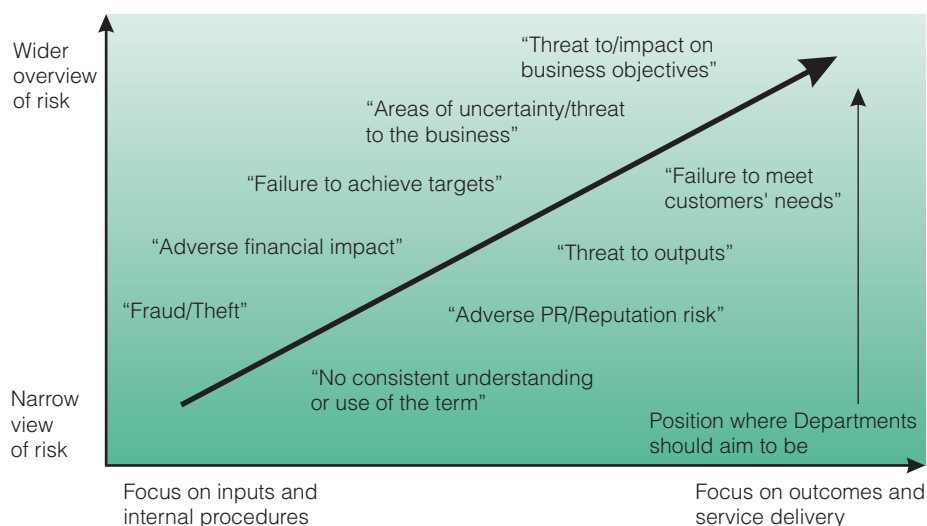 Wider
overview
of risk
“Threat to/impact on
business objectives”
“Areas of uncertainty/threat
to the business”
“Failure to achieve targets”
“Failure to meet
customers' needs”
“Adverse financial impact”
“Threat to outputs”
“Fraud/Theft”
“Adverse PR/Reputation risk”
“No consistent understanding
or use of the term”
Narrow
view
of risk
Position where Departments
should aim to be
Focus on inputs and
internal procedures
Focus on outcomes and
service delivery